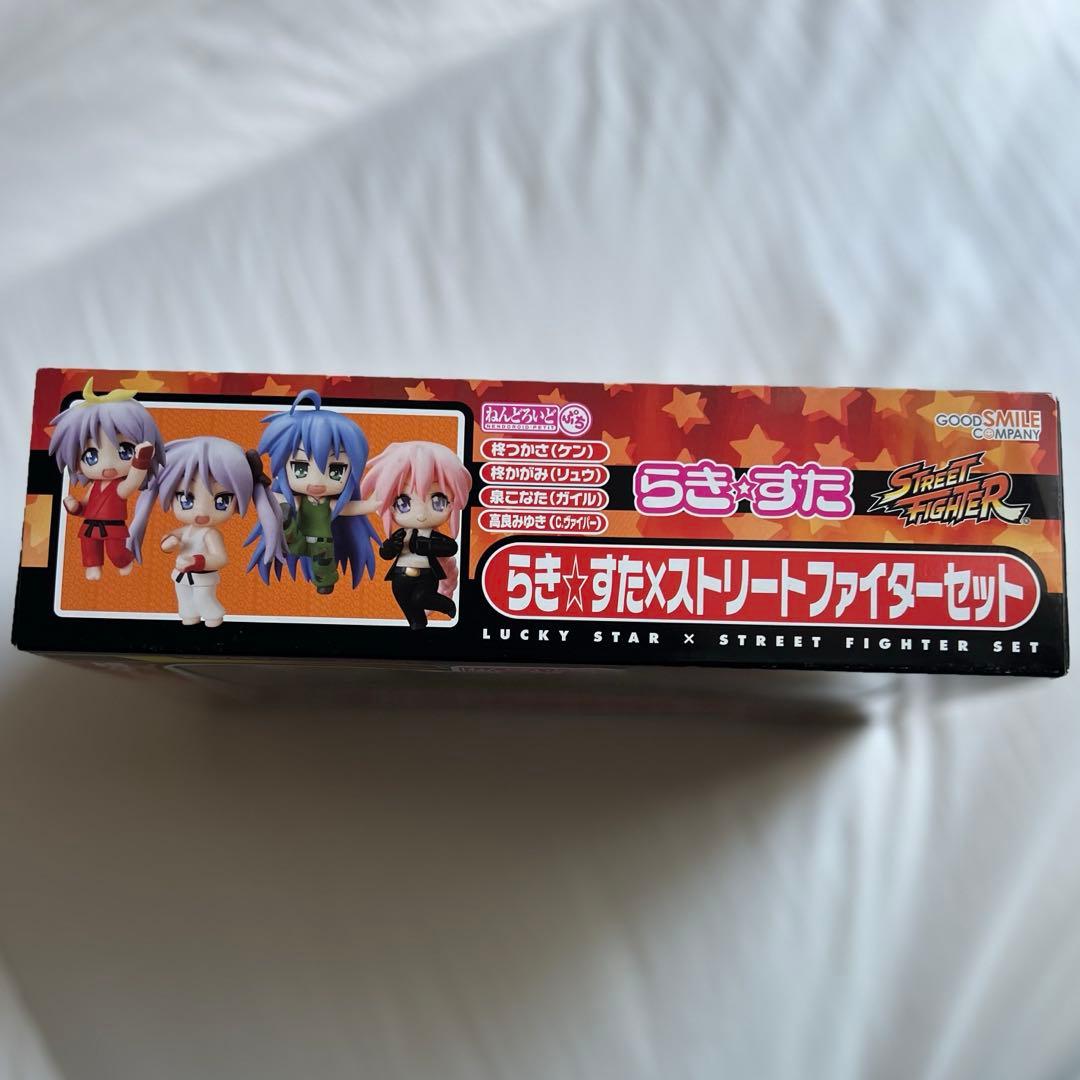 ねんどろいど ぷち
NENDOROID PETIT
柊つかさ(ケン)
柊かがみ(リュウ)
泉こなた(ガイル)
高良みゆき(C.ヴァイパー)
らき☆すた
STREET FIGHTER®
GOOD SMILE COMPANY
らき☆すた×ストリートファイターセット
LUCKY STAR × STREET FIGHTER SET